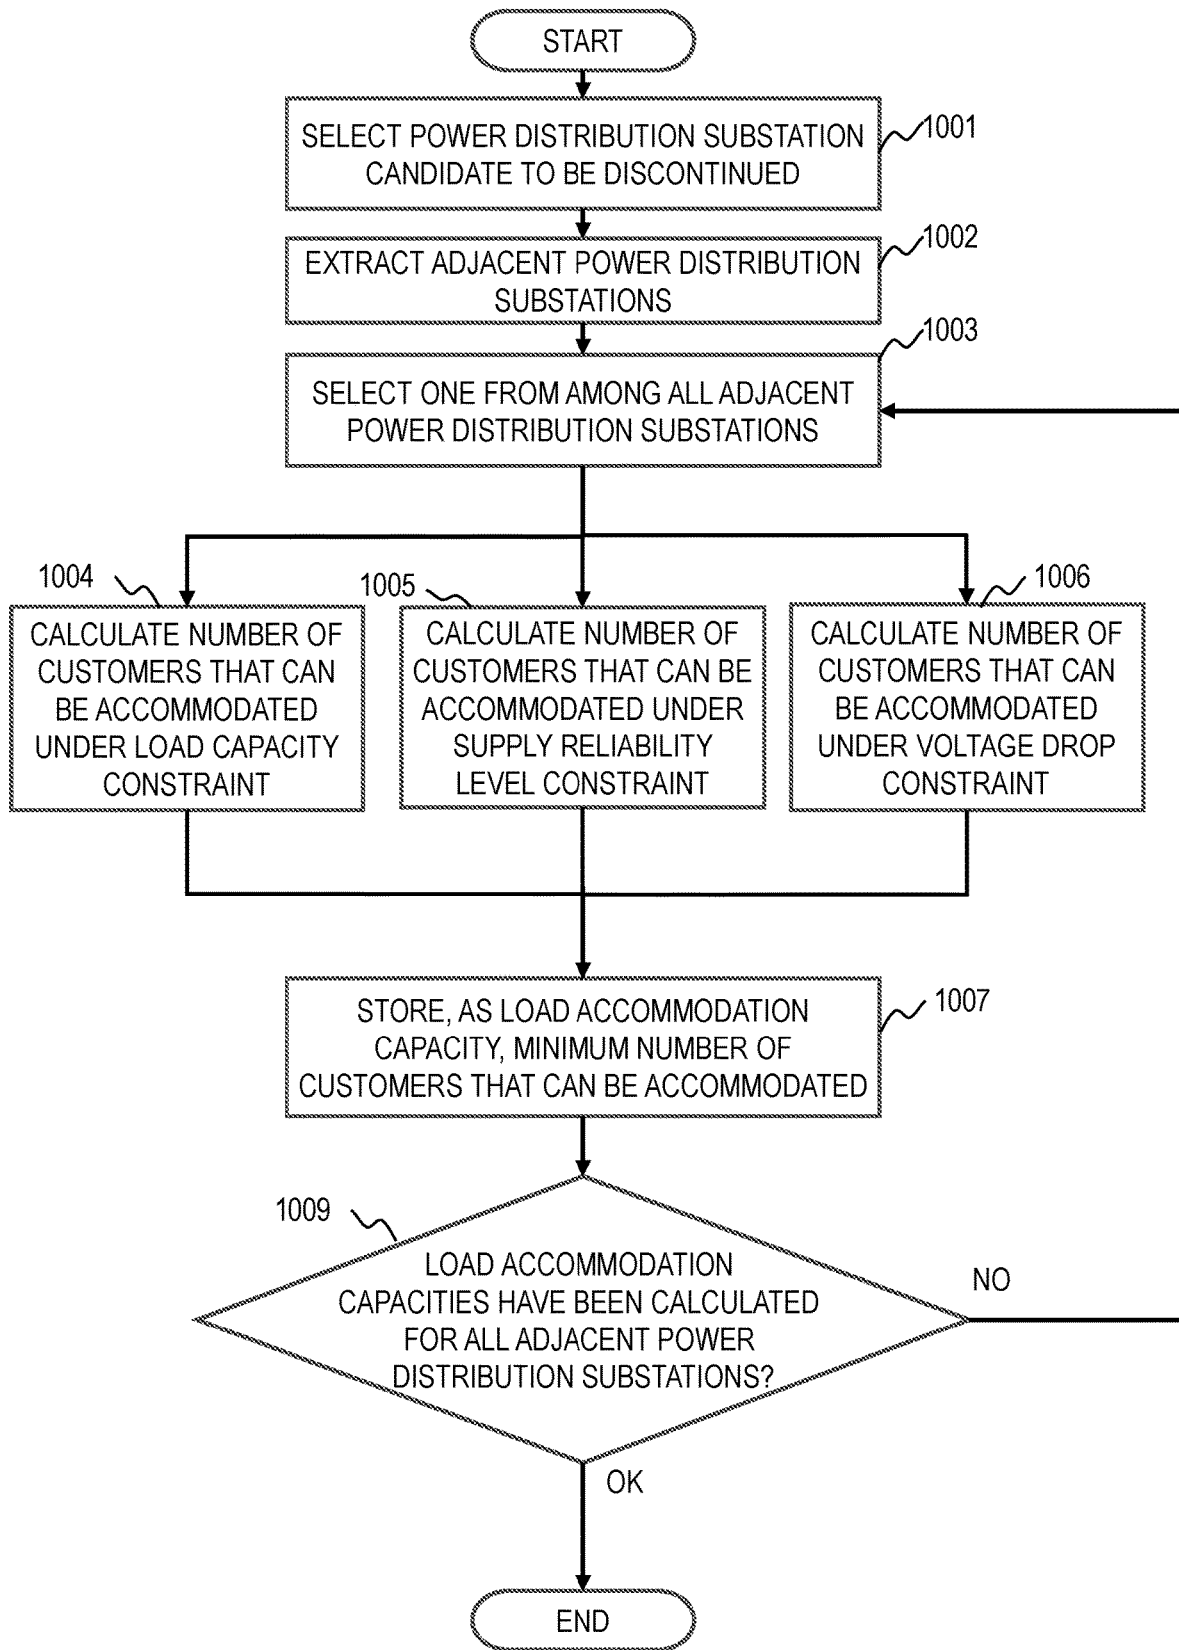 START
SELECT POWER DISTRIBUTION SUBSTATION
CANDIDATE TO BE DISCONTINUED
1001
EXTRACT ADJACENT POWER DISTRIBUTION
SUBSTATIONS
1002
SELECT ONE FROM AMONG ALL ADJACENT
POWER DISTRIBUTION SUBSTATIONS
1003
1004
CALCULATE NUMBER OF
CUSTOMERS THAT CAN
BE ACCOMMODATED
UNDER LOAD CAPACITY
CONSTRAINT
1005
CALCULATE NUMBER OF
CUSTOMERS THAT CAN BE
ACCOMMODATED UNDER
SUPPLY RELIABILITY
LEVEL CONSTRAINT
1006
CALCULATE NUMBER OF
CUSTOMERS THAT CAN
BE ACCOMMODATED
UNDER VOLTAGE DROP
CONSTRAINT
STORE, AS LOAD ACCOMMODATION
CAPACITY, MINIMUM NUMBER OF
CUSTOMERS THAT CAN BE ACCOMMODATED
1007
1009
LOAD ACCOMMODATION
CAPACITIES HAVE BEEN CALCULATED
FOR ALL ADJACENT POWER
DISTRIBUTION SUBSTATIONS?
NO
OK
END